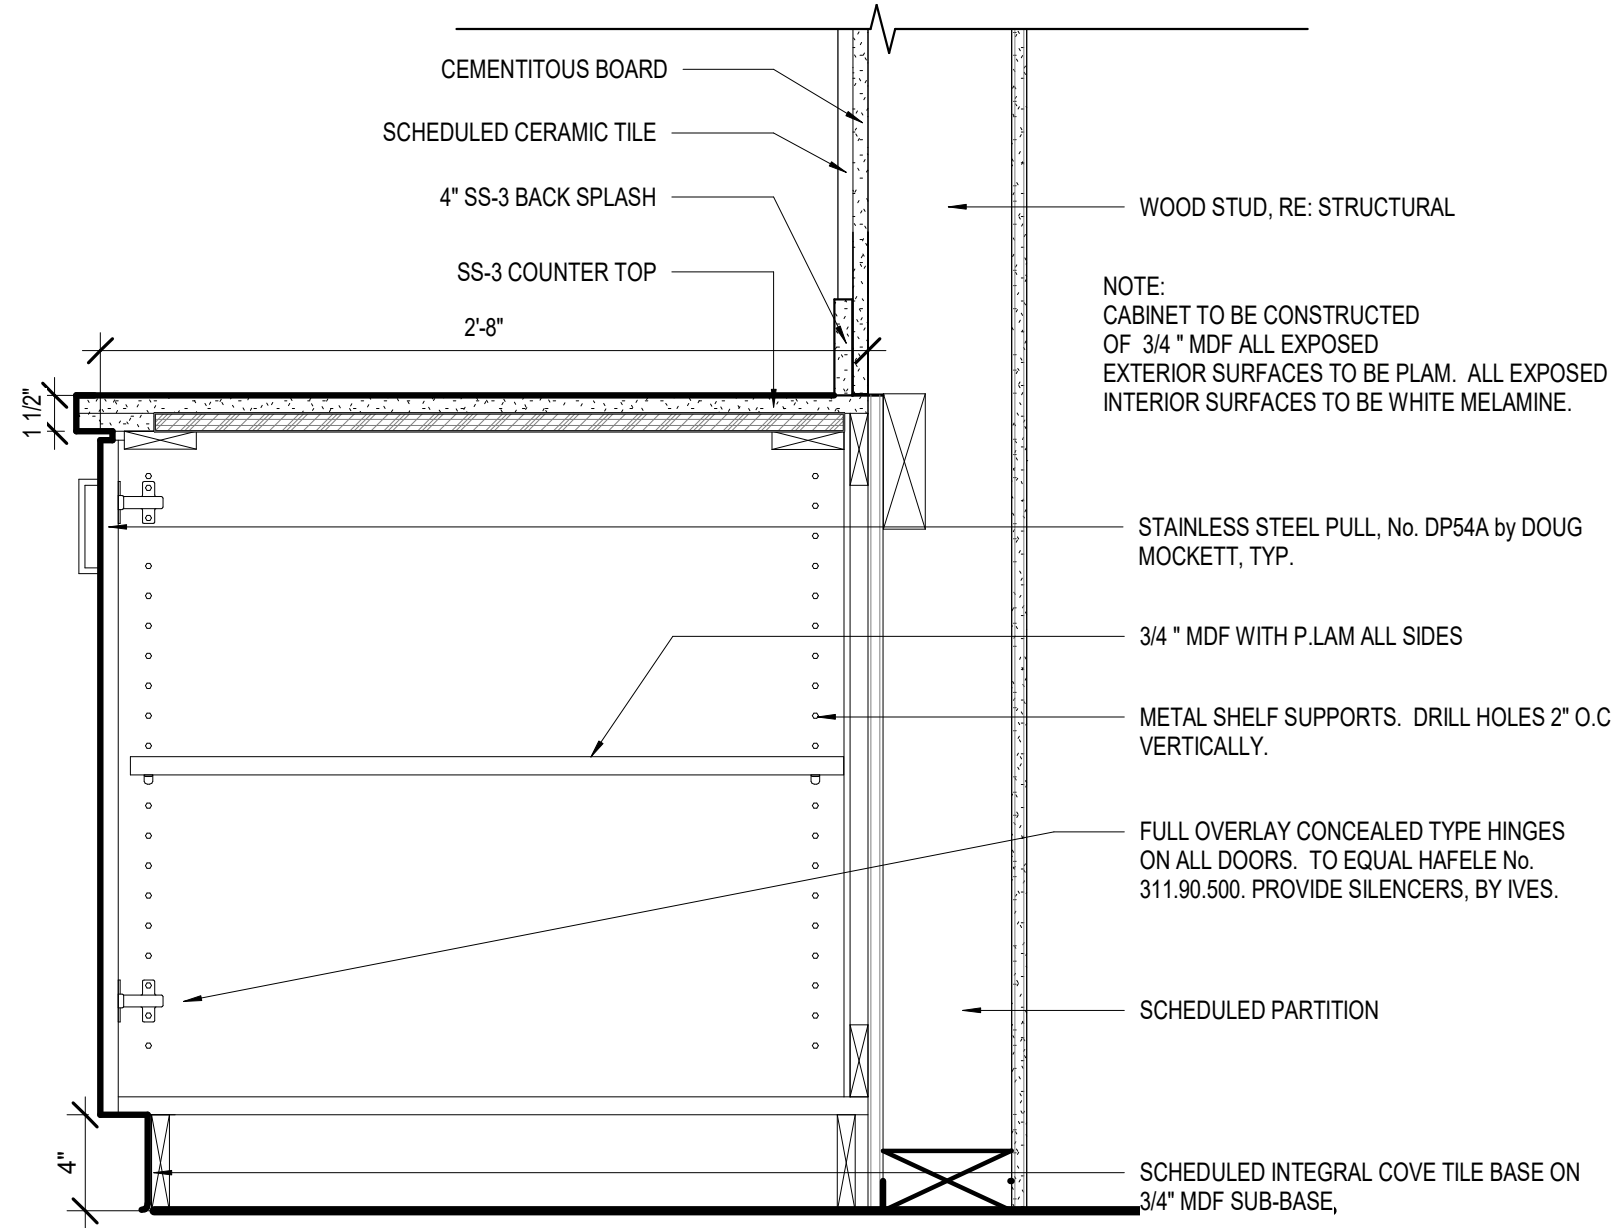 CEMENTITOUS BOARD
SCHEDULED CERAMIC TILE
4" SS-3 BACK SPLASH
SS-3 COUNTER TOP
2'-8"
1 1/2"
4"
WOOD STUD, RE: STRUCTURAL
NOTE:
CABINET TO BE CONSTRUCTED
OF 3/4 " MDF ALL EXPOSED
EXTERIOR SURFACES TO BE PLAM. ALL EXPOSED
INTERIOR SURFACES TO BE WHITE MELAMINE.
STAINLESS STEEL PULL, No. DP54A by DOUG
MOCKETT, TYP.
3/4 " MDF WITH P.LAM ALL SIDES
METAL SHELF SUPPORTS. DRILL HOLES 2" O.C
VERTICALLY.
FULL OVERLAY CONCEALED TYPE HINGES
ON ALL DOORS. TO EQUAL HAFELE No.
311.90.500. PROVIDE SILENCERS, BY IVES.
SCHEDULED PARTITION
SCHEDULED INTEGRAL COVE TILE BASE ON
3/4" MDF SUB-BASE,